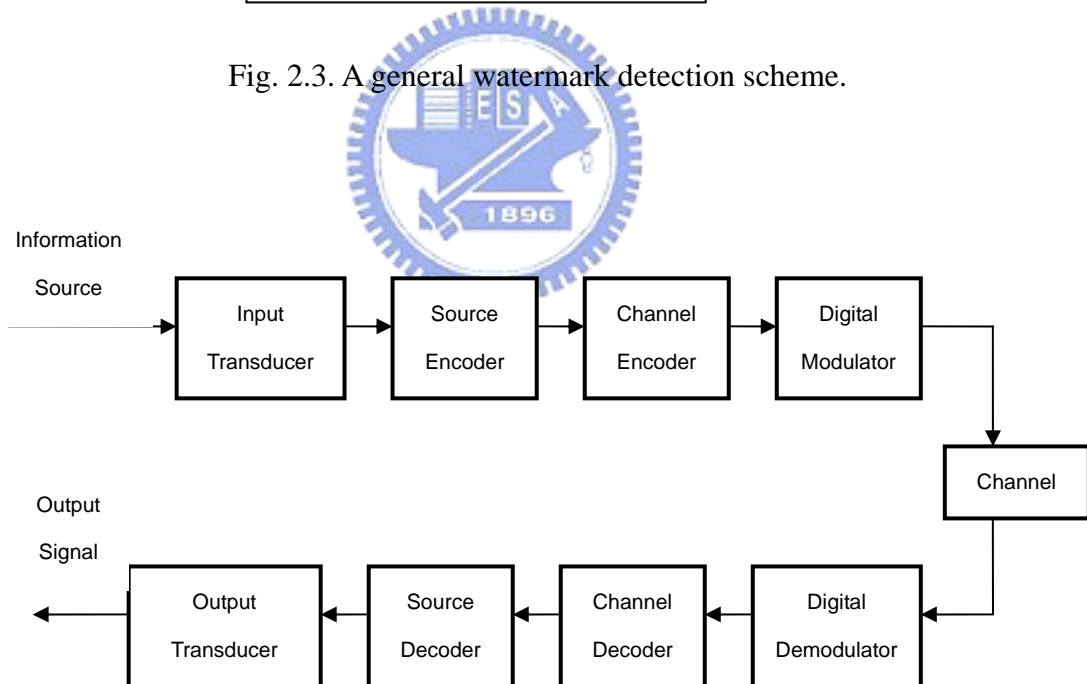 Fig. 2.3. A general watermark detection scheme.
E S A
1896
Information
Source
Input
Transducer
Source
Encoder
Channel
Encoder
Digital
Modulator
Channel
Output
Signal
Output
Transducer
Source
Decoder
Channel
Decoder
Digital
Demodulator